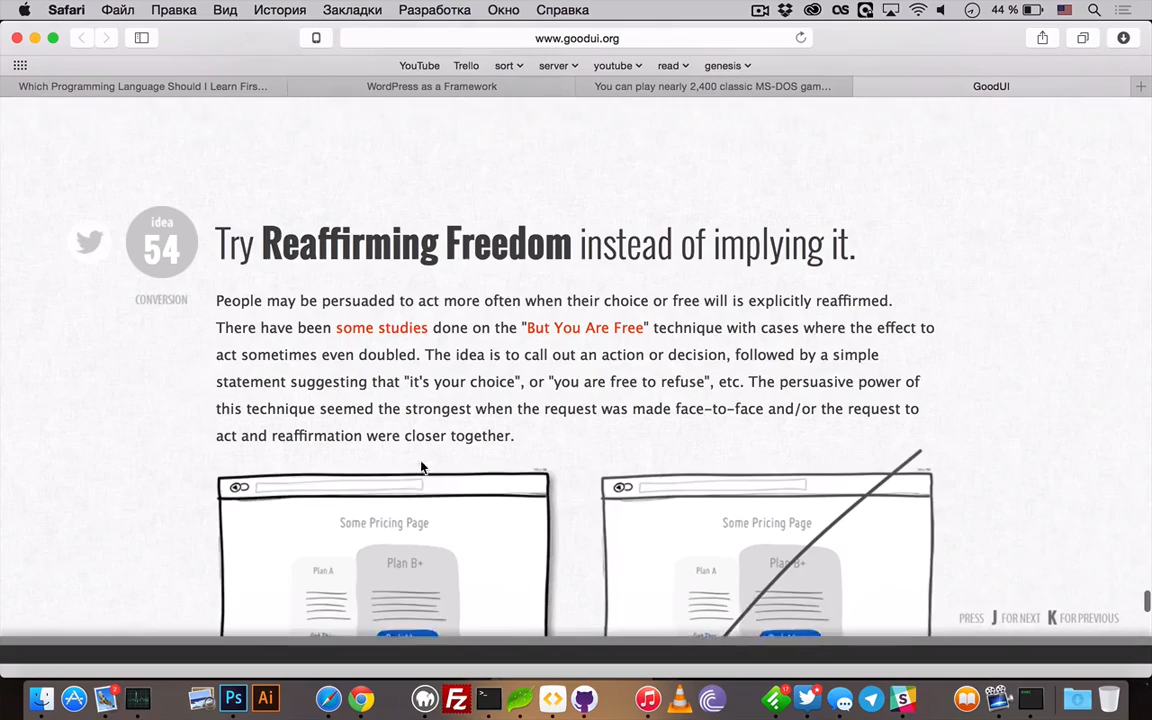 Safari Файл Правка Вид История Закладки Разработка Окно Справка 44 %
www.goodui.org
YouTube Trello sort server youtube read genesis
Which Programming Language Should I Learn Firs... WordPress as a Framework You can play nearly 2,400 classic MS-DOS gam... GoodUI
idea
54
CONVERSION
Try Reaffirming Freedom instead of implying it.
People may be persuaded to act more often when their choice or free will is explicitly reaffirmed.
There have been some studies done on the "But You Are Free" technique with cases where the effect to
act sometimes even doubled. The idea is to call out an action or decision, followed by a simple
statement suggesting that "it's your choice", or "you are free to refuse", etc. The persuasive power of
this technique seemed the strongest when the request was made face-to-face and/or the request to
act and reaffirmation were closer together.
Some Pricing Page Some Pricing Page
Plan A Plan B+ Plan A Plan B+
PRESS J FOR NEXT K FOR PREVIOUS
Ps Ai Fz